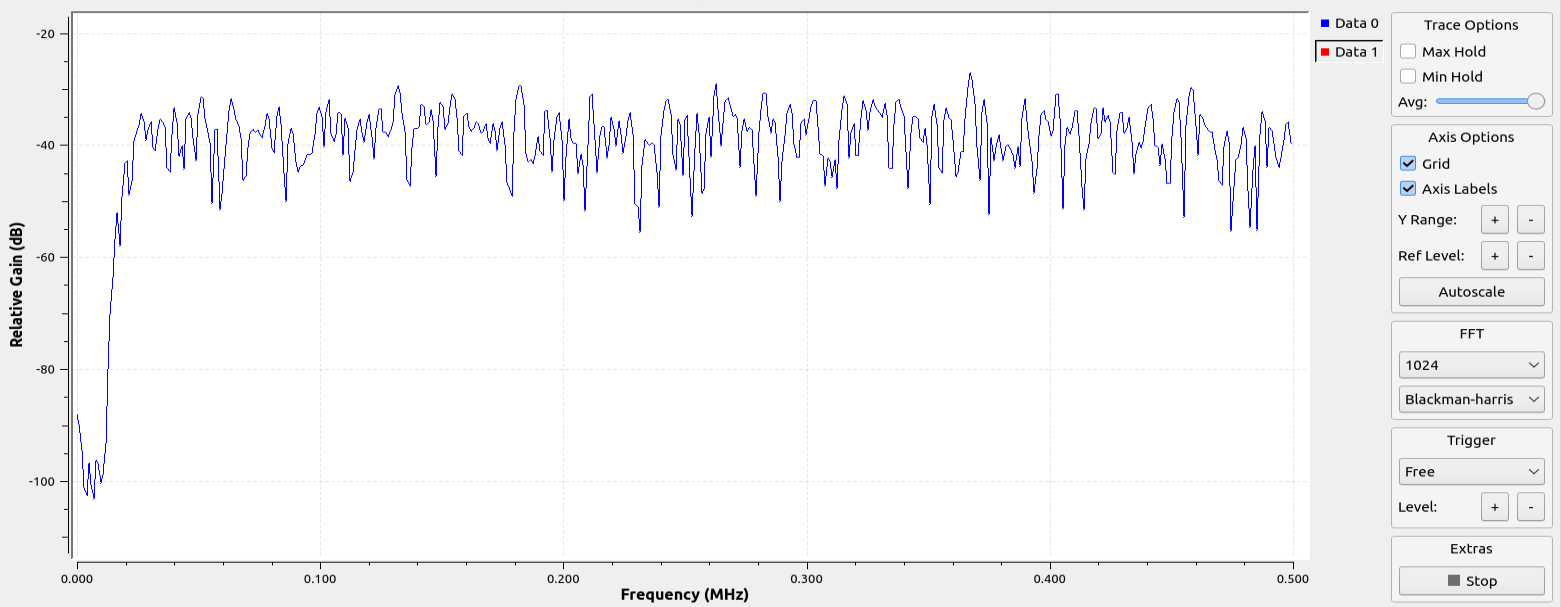 Relative Gain (dB)
-20
-40
-60
-80
-100
0.000
0.100
0.200
0.300
0.400
0.500
Frequency (MHz)
Data 0
Data 1
Trace Options
Max Hold
Min Hold
Avg:
Axis Options
Grid
Axis Labels
Y Range:
+
-
Ref Level:
+
-
Autoscale
FFT
1024
Blackman-harris
Trigger
Free
Level:
+
-
Extras
Stop